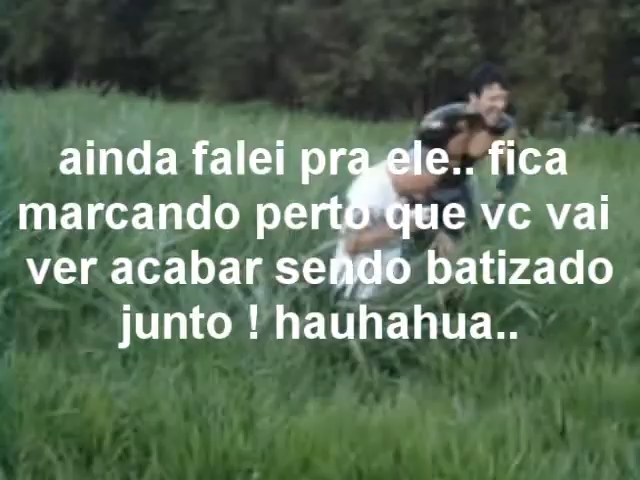 ainda falei pra ele.. fica
marcando perto que vc vai
ver acabar sendo batizado
junto ! hauhahua..